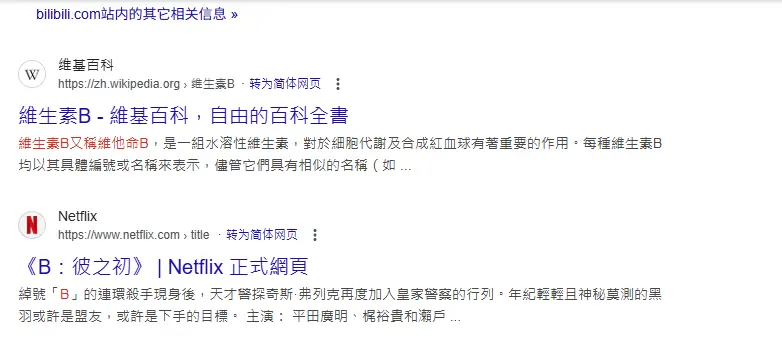 bilibili.com站内的其它相关信息 »
維基百科
https://zh.wikipedia.org › 维生素B · 转为简体网页
維生素B - 維基百科，自由的百科全書
維生素B又稱維他命B，是一組水溶性維生素，對於細胞代謝及合成紅血球有著重要的作用。每種維生素B
均以其具體編號或名稱來表示，儘管它們具有相似的名稱（如 ...
Netflix
https://www.netflix.com › title · 转为简体网页
《B：彼之初》 | Netflix 正式網頁
綽號「B」的連環殺手現身後，天才警探奇斯·弗列克再度加入皇家警察的行列。年紀輕輕且神秘莫測的黑
羽或許是盟友，或許是下手的目標。 主演： 平田廣明、梶裕貴和瀨戶 ...